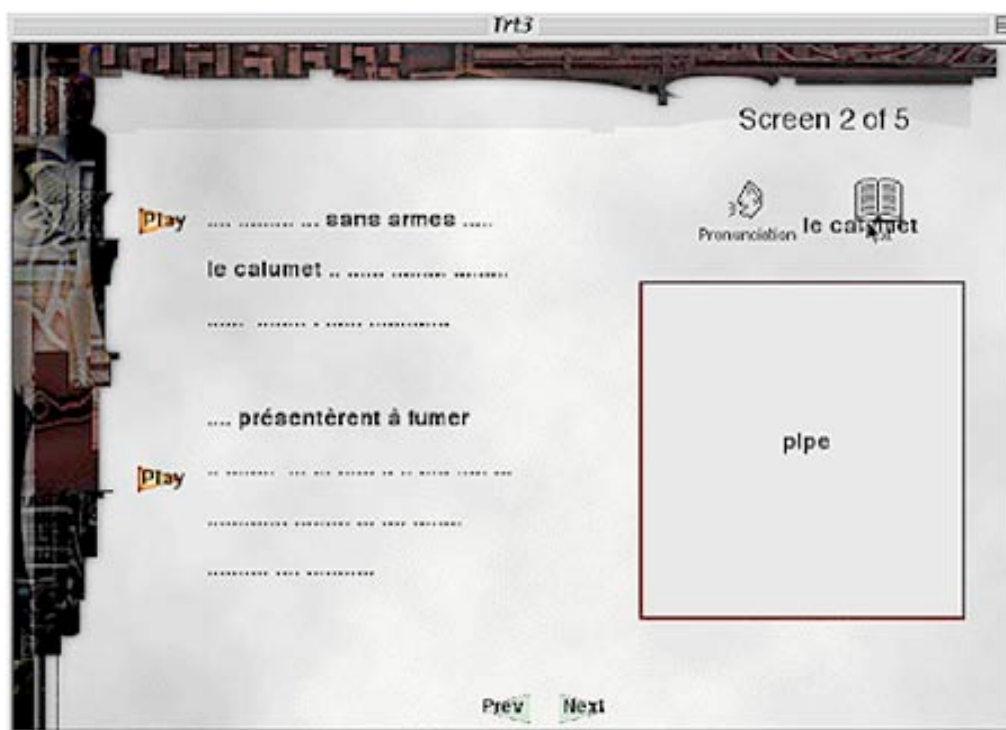 Trt3
Screen 2 of 5
Play .... ......... ... sans armes .....
le calumet .. ...... ......... .........
...... ........ . ...... .............
.... présentèrent à fumer
Play .. ........ ... ... ...... .. .. ..... ..... ...
............. ........ ... .... ........
.......... .... ...........
Pronunciation
le calumet
pipe
Prev Next